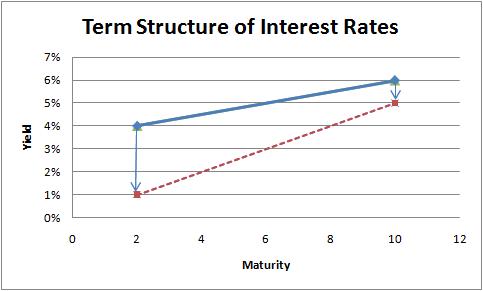 Term Structure of Interest Rates
7%
6%
5%
4%
3%
2%
1%
0%
Yield
0 2 4 6 8 10 12
Maturity